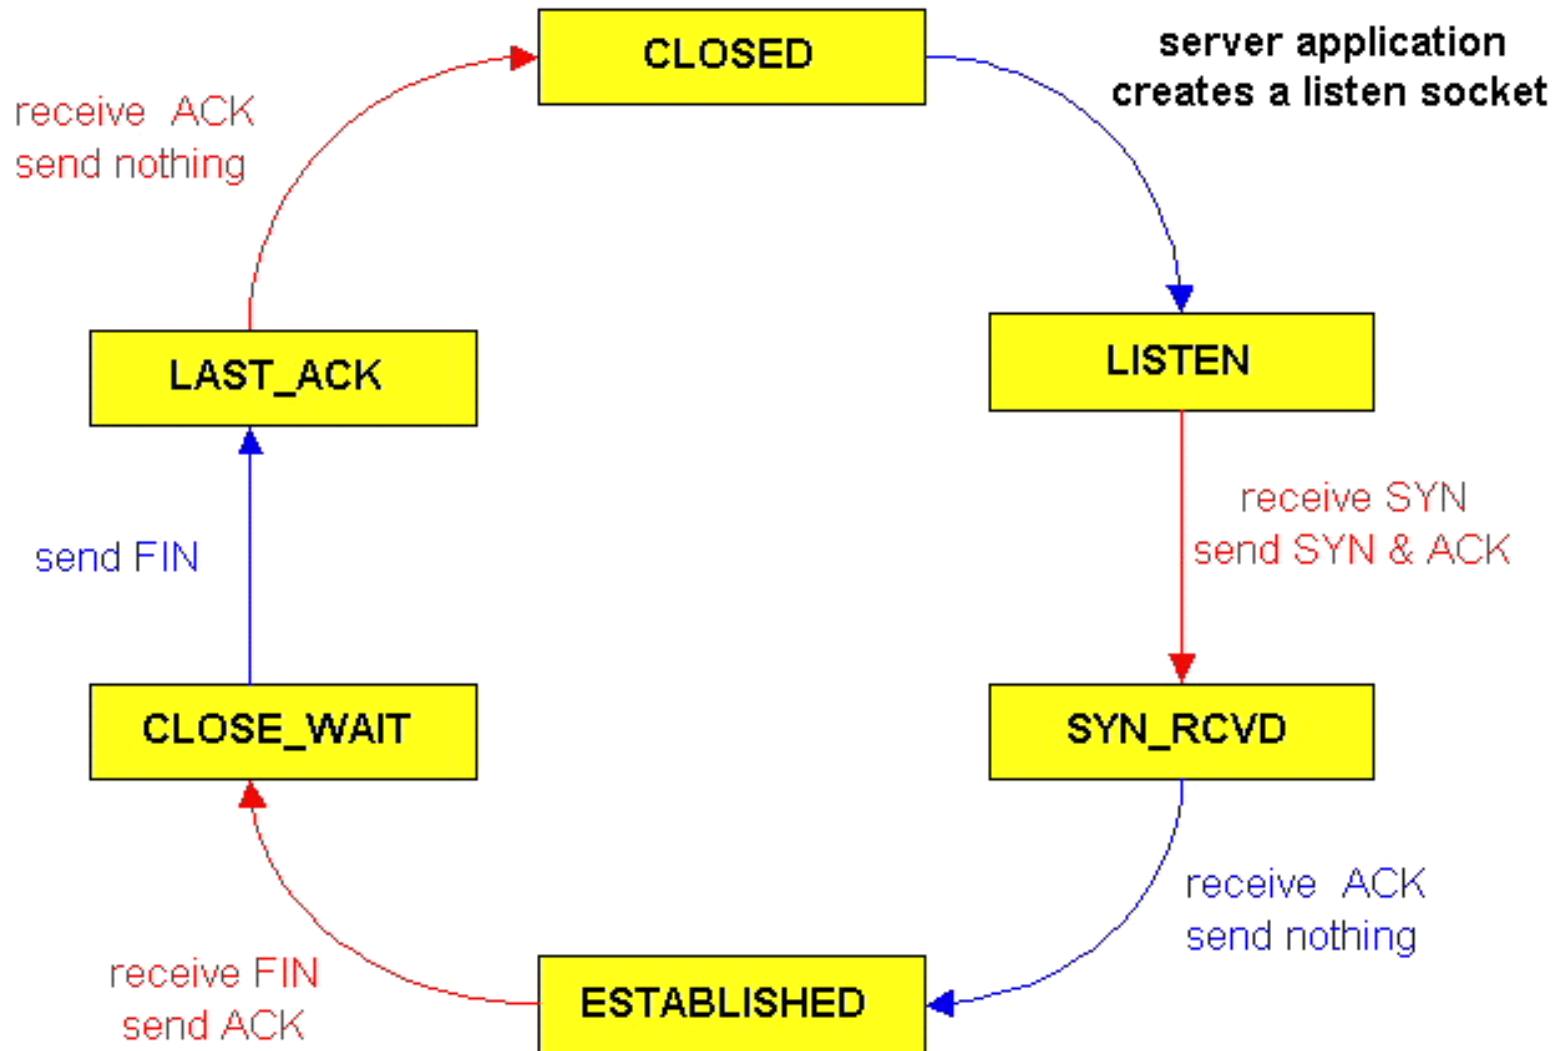 CLOSED
server application
creates a listen socket
receive ACK
send nothing
LAST_ACK
LISTEN
receive SYN
send SYN & ACK
send FIN
CLOSE_WAIT
SYN_RCVD
receive ACK
send nothing
receive FIN
send ACK
ESTABLISHED